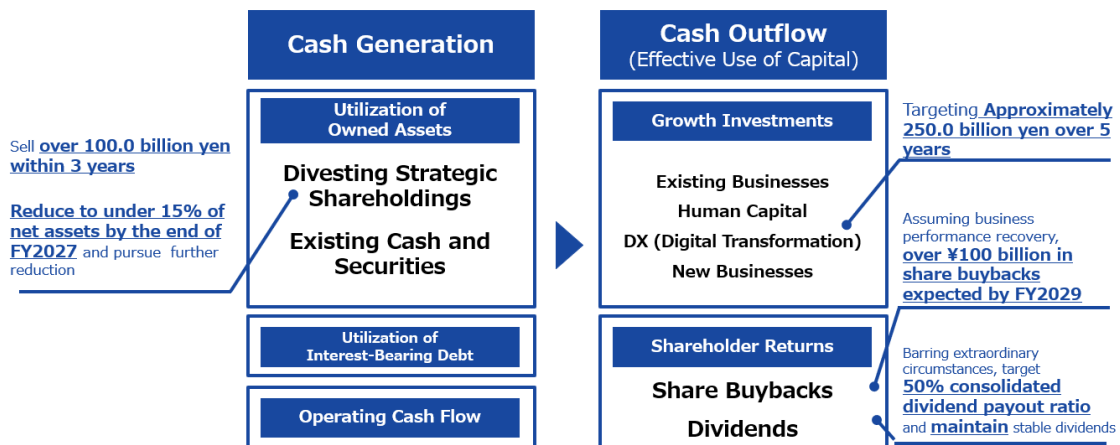 Cash Generation
Cash Outflow
(Effective Use of Capital)
Sell over 100.0 billion yen
within 3 years
Reduce to under 15% of
net assets by the end of
FY2027 and pursue further
reduction
Utilization of
Owned Assets
Divesting Strategic
Shareholdings
Existing Cash and
Securities
Utilization of
Interest-Bearing Debt
Operating Cash Flow
Growth Investments
Existing Businesses
Human Capital
DX (Digital Transformation)
New Businesses
Shareholder Returns
Share Buybacks
Dividends
Targeting Approximately
250.0 billion yen over 5
years
Assuming business
performance recovery,
over ¥100 billion in
share buybacks
expected by FY2029
Barring extraordinary
circumstances, target
50% consolidated
dividend payout ratio
and maintain stable dividends